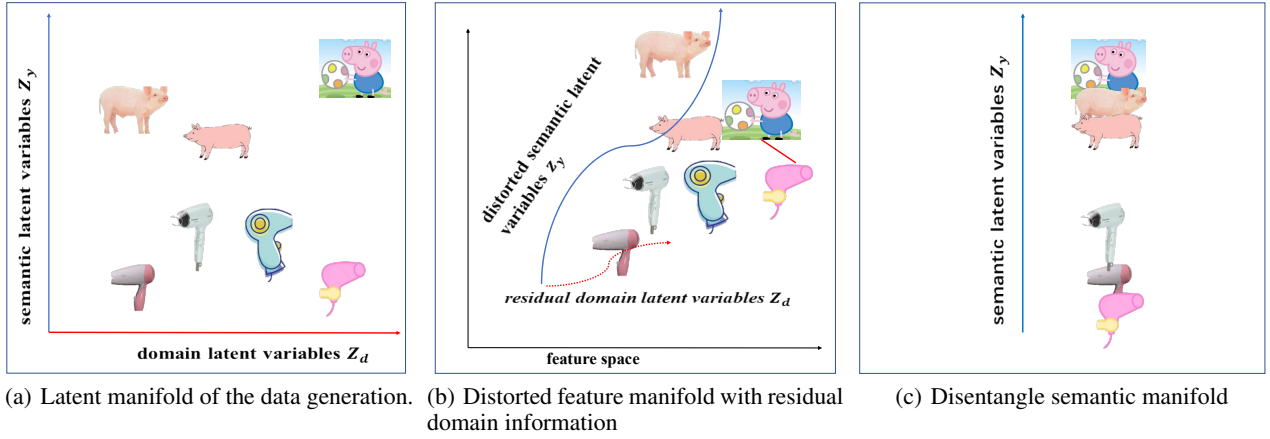 semantic latent variables Z_y
domain latent variables Z_d
(a) Latent manifold of the data generation.
distorted semantic latent
variables Z_y
residual domain latent variables Z_d
feature space
(b) Distorted feature manifold with residual
domain information
semantic latent variables Z_y
(c) Disentangle semantic manifold